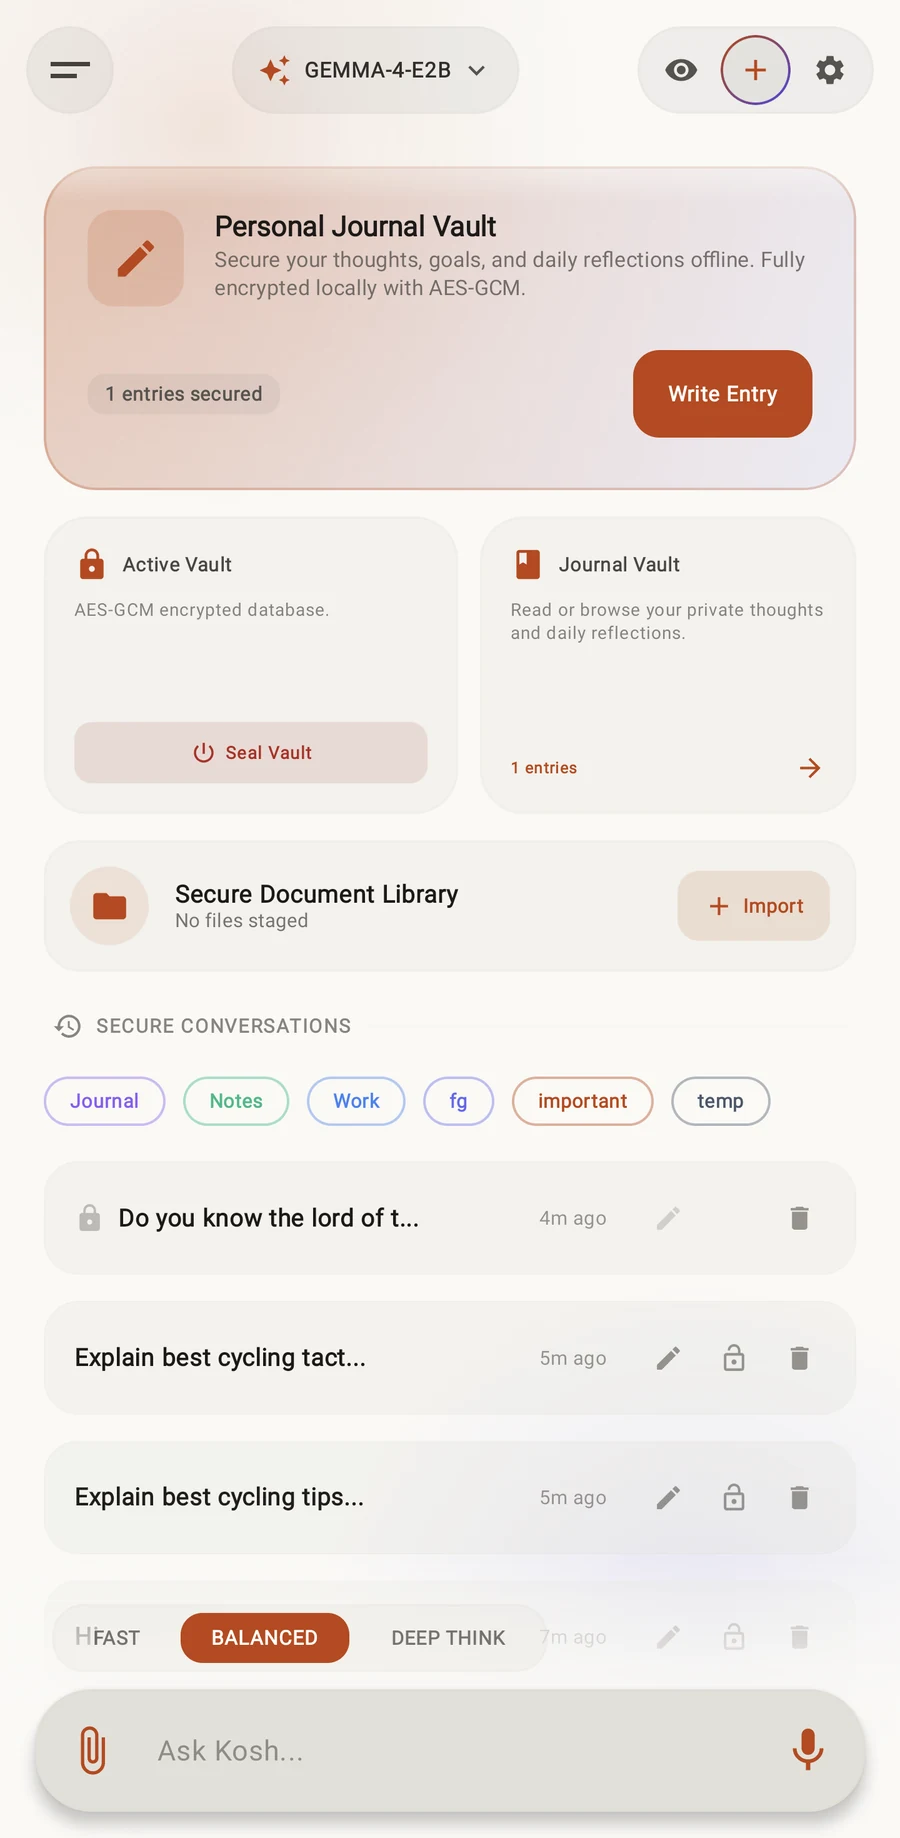 GEMMA-4-E2B
Personal Journal Vault
Secure your thoughts, goals, and daily reflections offline. Fully
encrypted locally with AES-GCM.
1 entries secured
Write Entry
Active Vault
AES-GCM encrypted database.
Seal Vault
Journal Vault
Read or browse your private thoughts
and daily reflections.
1 entries
Secure Document Library
No files staged
Import
SECURE CONVERSATIONS
Journal
Notes
Work
fg
important
temp
Do you know the lord of t...
4m ago
Explain best cycling tact...
5m ago
Explain best cycling tips...
5m ago
7m ago
FAST
BALANCED
DEEP THINK
Ask Kosh...